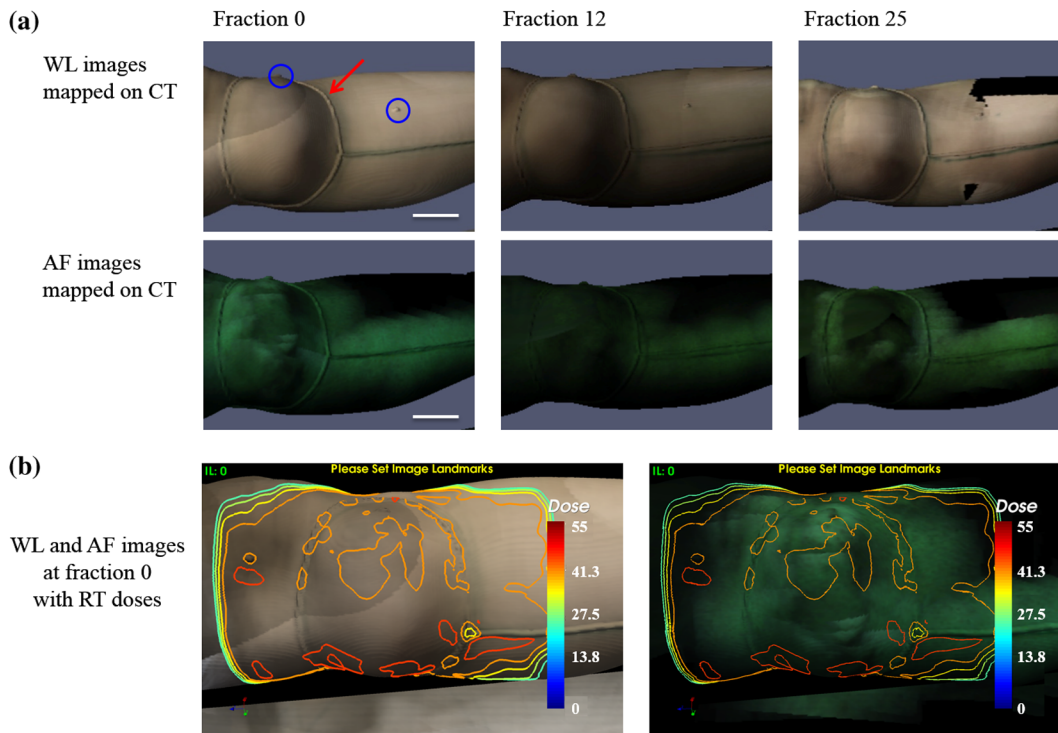 (a)
Fraction 0
Fraction 12
Fraction 25
WL images
mapped on CT
AF images
mapped on CT
(b)
WL and AF images
at fraction 0
with RT doses
IL: 0
Please Set Image Landmarks
Dose
55
41.3
27.5
13.8
0
IL: 0
Please Set Image Landmarks
Dose
55
41.3
27.5
13.8
0